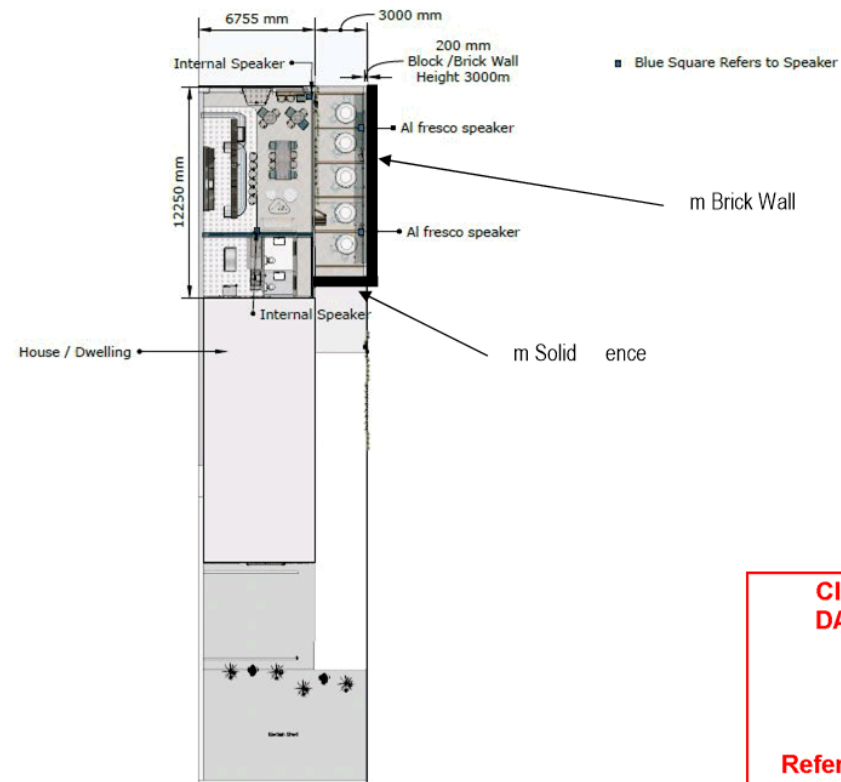 6755 mm
3000 mm
200 mm
Block /Brick Wall
Height 3000m
Internal Speaker
Blue Square Refers to Speaker
Al fresco speaker
12250 mm
m Brick Wall
Al fresco speaker
Internal Speaker
House / Dwelling
m Solid ence
CI
DA
Refer